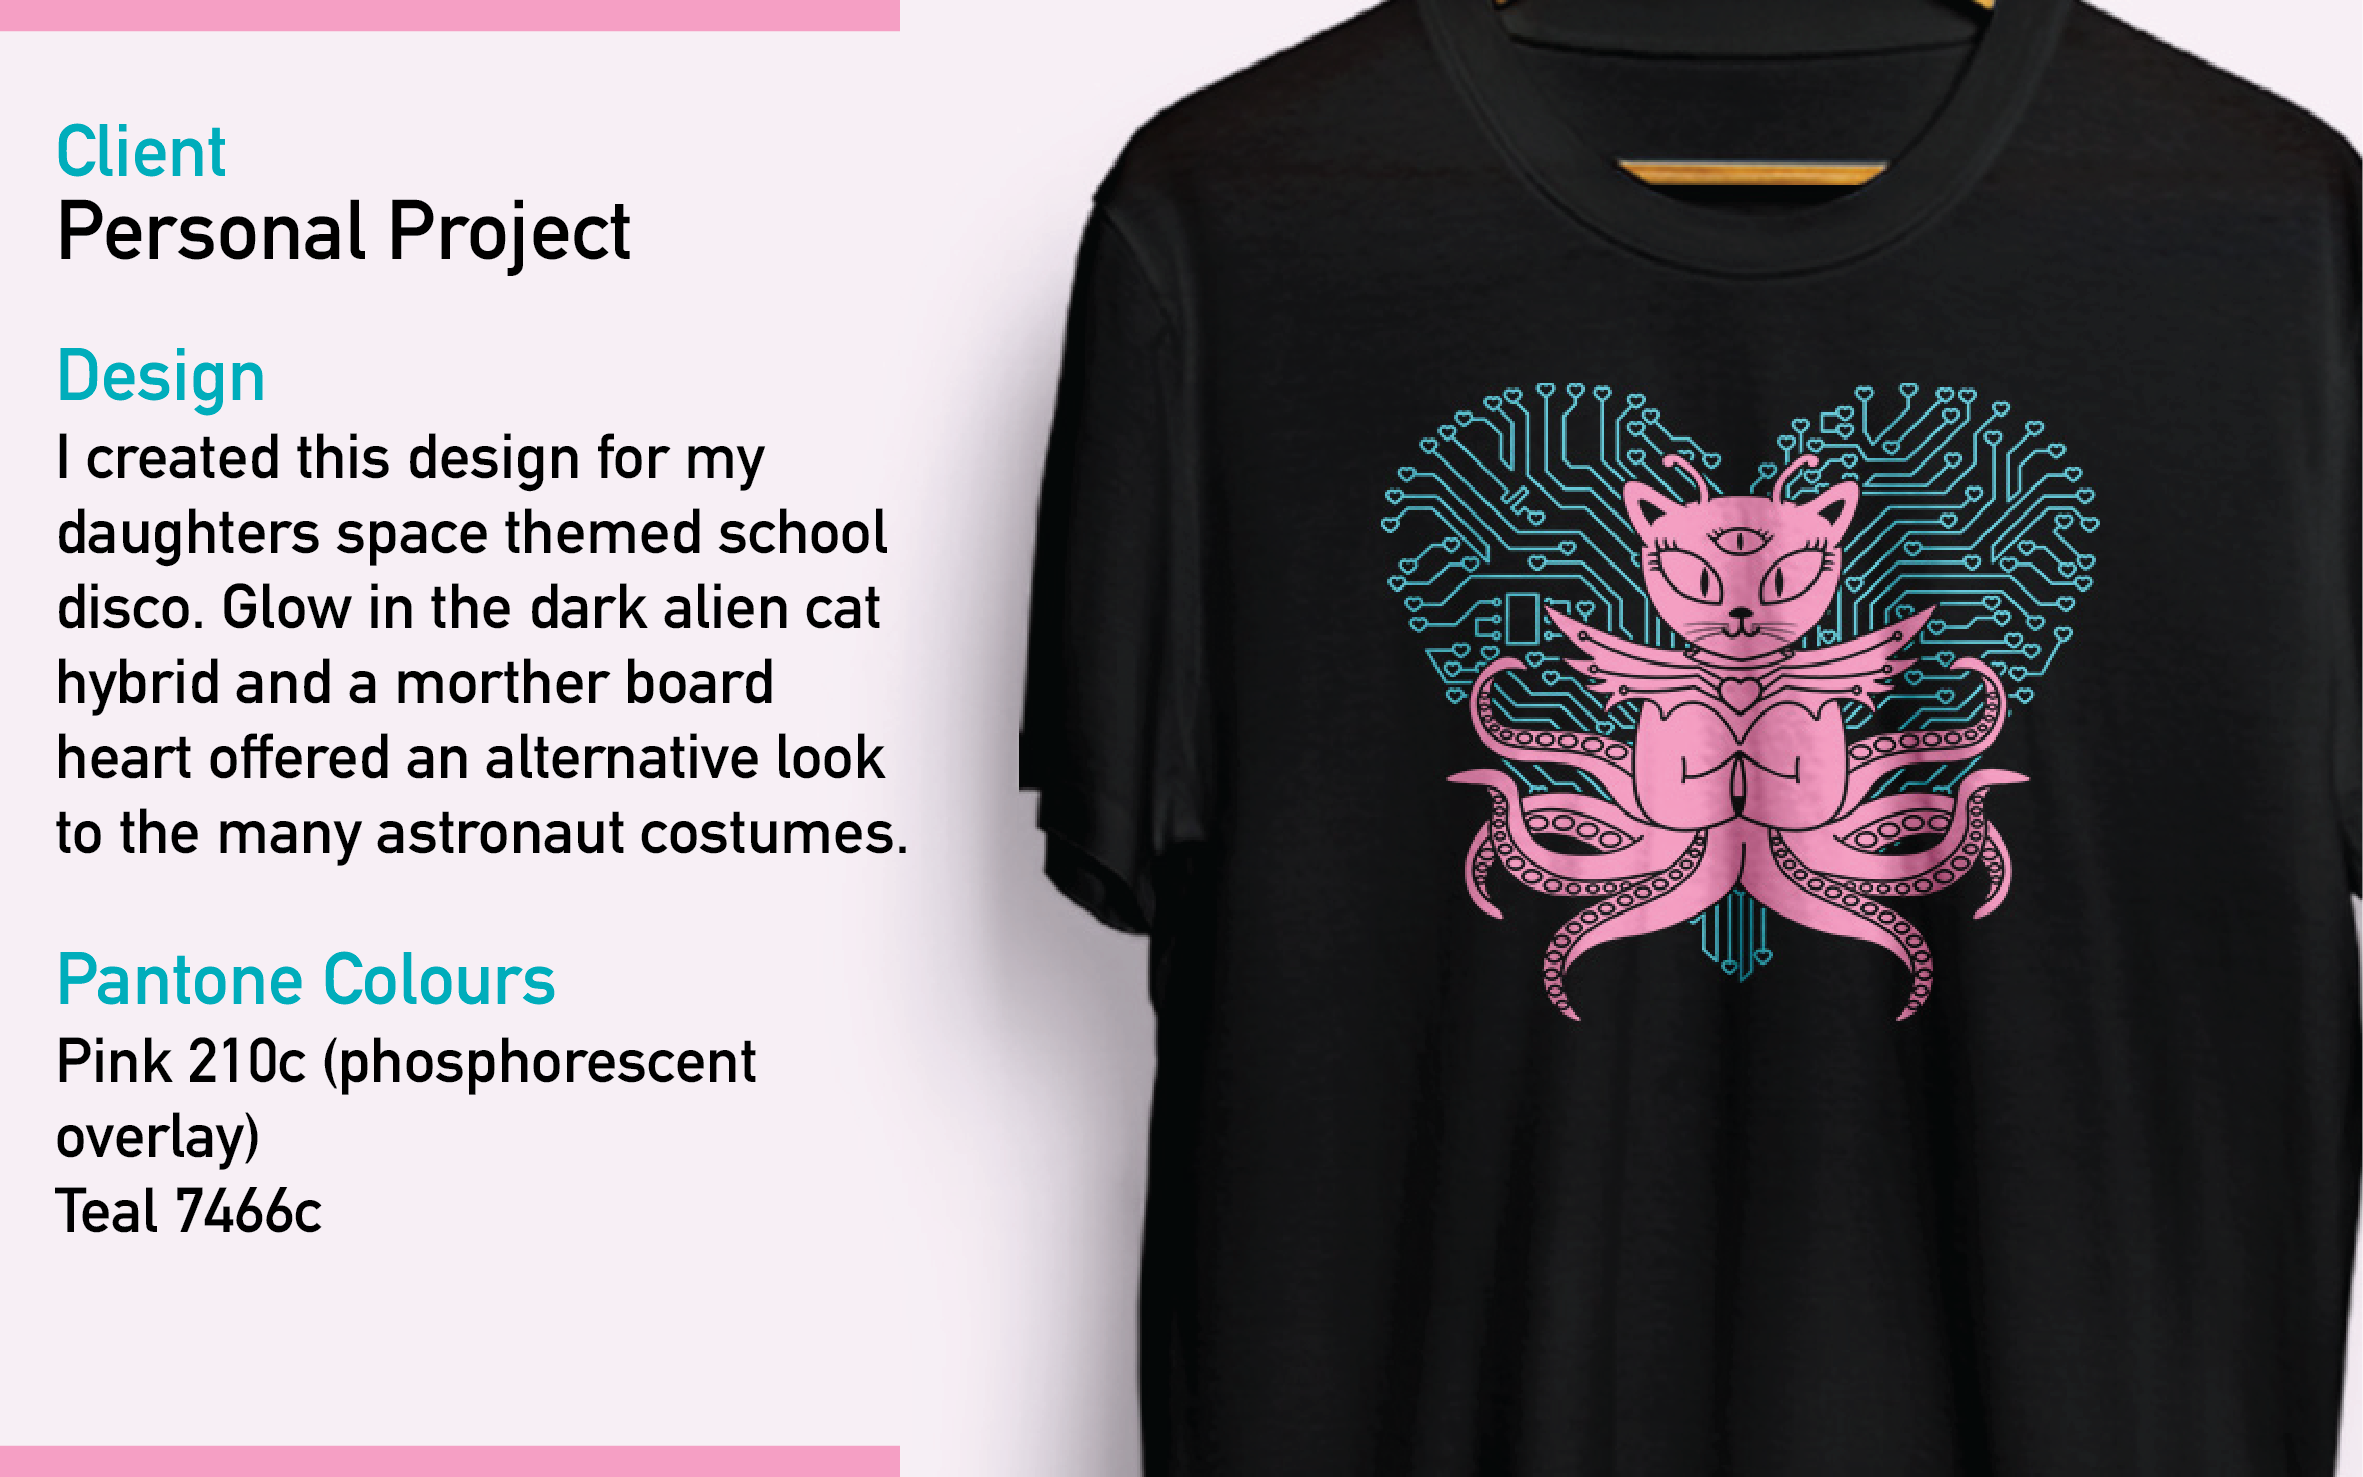 Client
Personal Project
Design
I created this design for my
daughters space themed school
disco. Glow in the dark alien cat
hybrid and a morther board
heart offered an alternative look
to the many astronaut costumes.
Pantone Colours
Pink 210c (phosphorescent
overlay)
Teal 7466c